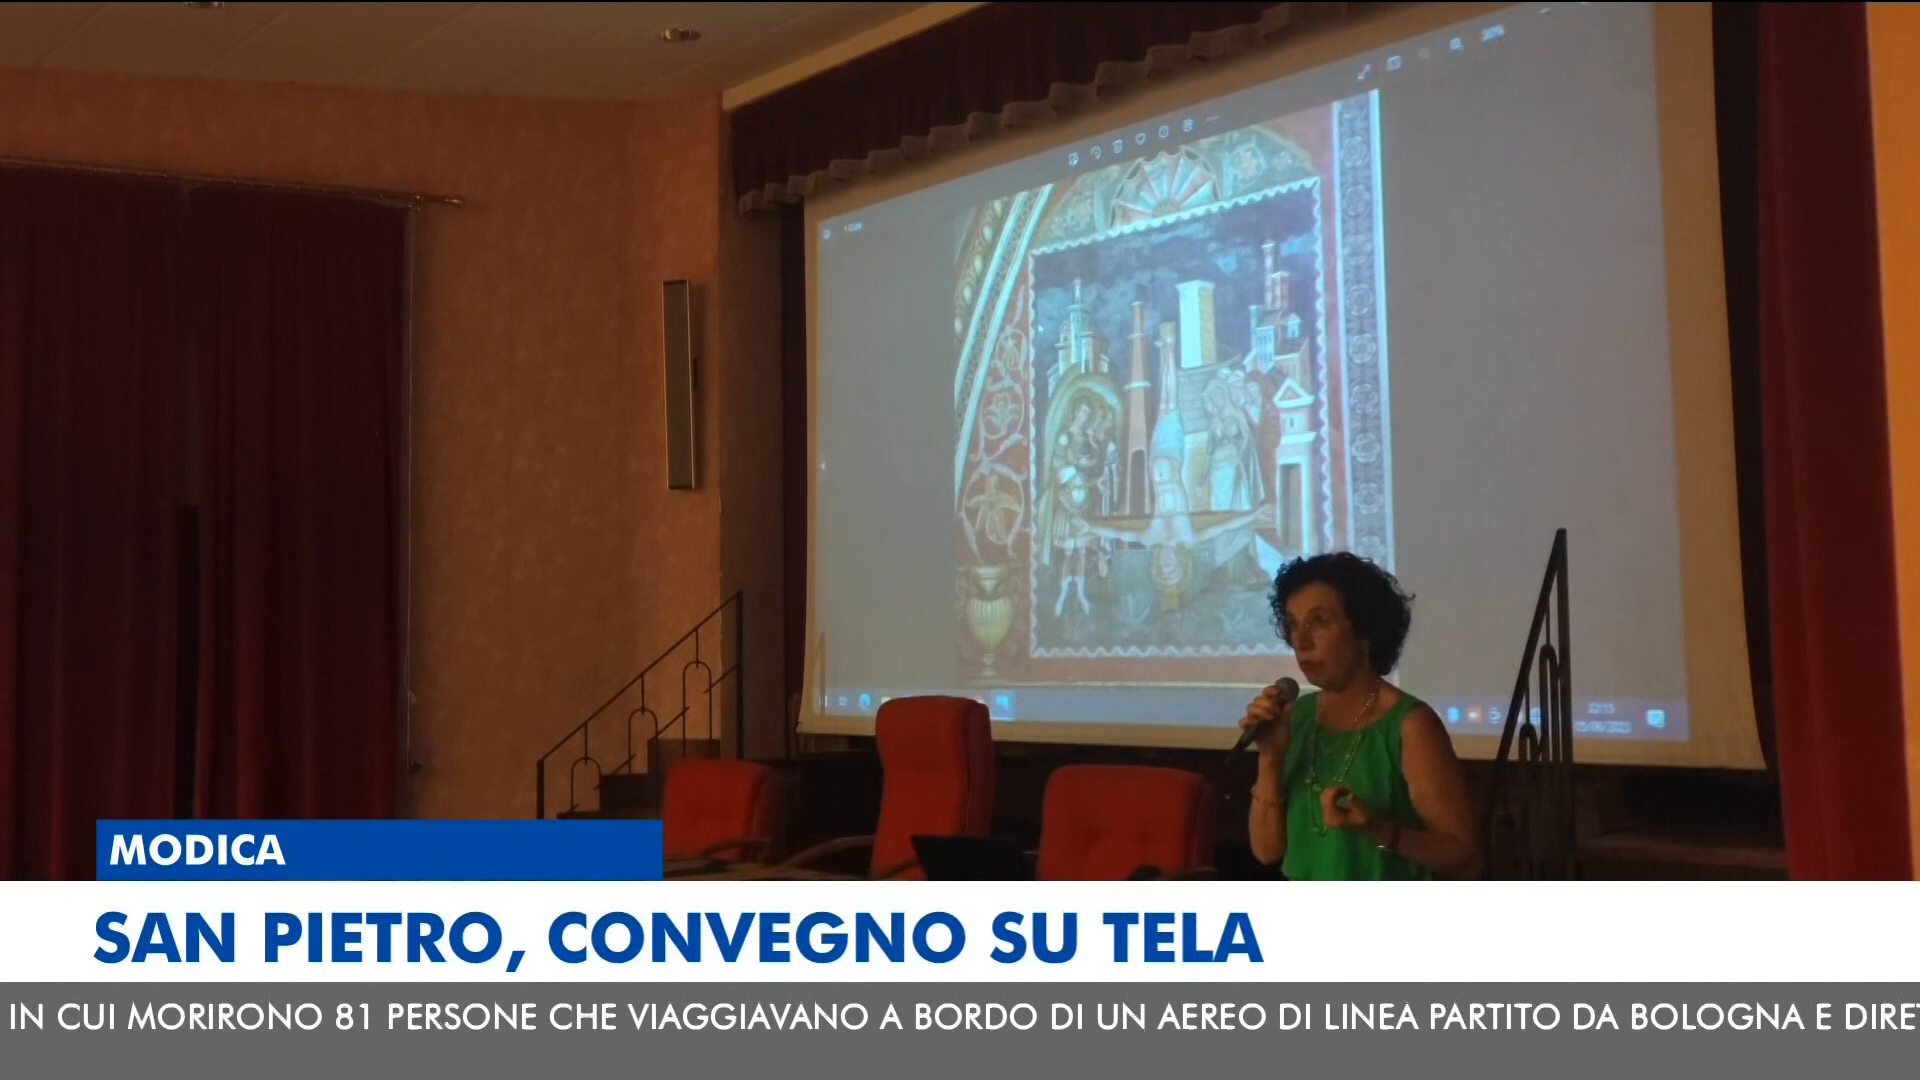 MODICA
SAN PIETRO, CONVEGNO SU TELA
IN CUI MORIRONO 81 PERSONE CHE VIAGGIAVANO A BORDO DI UN AEREO DI LINEA PARTITO DA BOLOGNA E DIRET